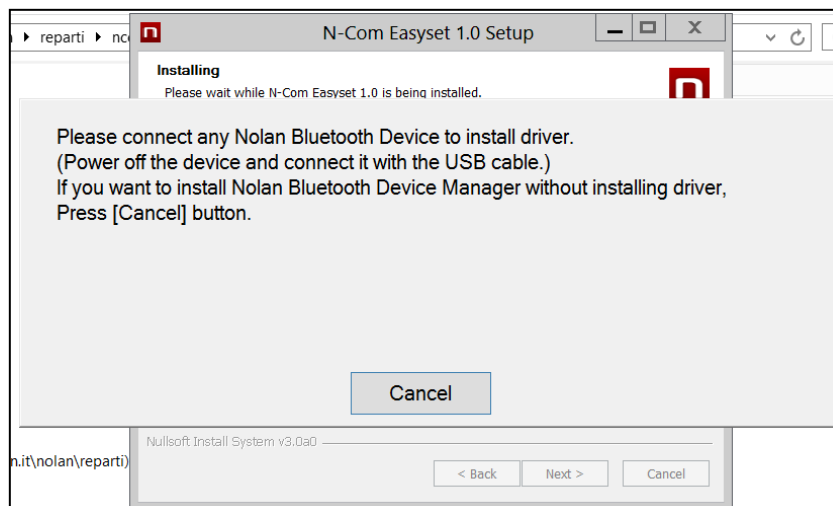 reparti
N-Com Easyset 1.0 Setup
Installing
Please wait while N-Com Easyset 1.0 is being installed.
Please connect any Nolan Bluetooth Device to install driver.
(Power off the device and connect it with the USB cable.)
If you want to install Nolan Bluetooth Device Manager without installing driver,
Press [Cancel] button.
Cancel
Nullsoft Install System v3.0a0
n.it\nolan\reparti)
< Back Next > Cancel